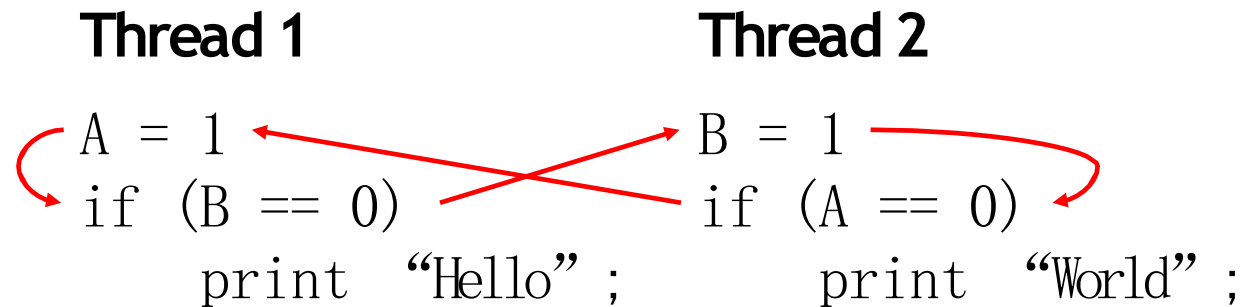 Thread 1
A = 1
if (B == 0)
print “Hello” ;
Thread 2
B = 1
if (A == 0)
print “World” ;